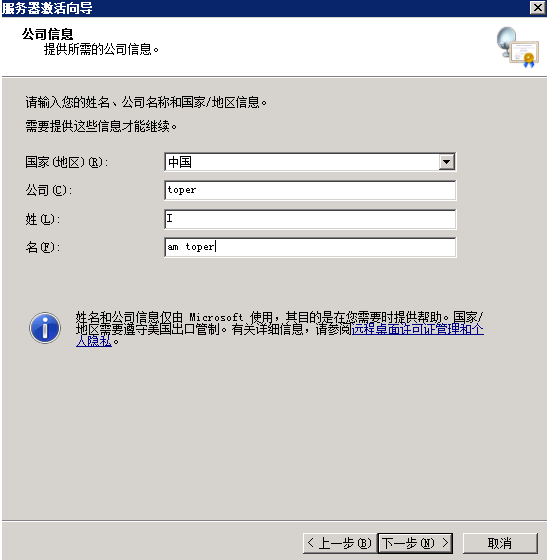 服务器激活向导
公司信息
提供所需的公司信息。
请输入您的姓名、公司名称和国家/地区信息。
需要提供这些信息才能继续。
国家(地区)(R):
中国
公司(C):
toper
姓(L):
I
名(F):
am toper
姓名和公司信息仅由 Microsoft 使用，其目的是在您需要时提供帮助。国家/
地区需要遵守美国出口管制。有关详细信息，请参阅远程桌面许可证管理和个
人隐私。
< 上一步(B)
下一步(N) >
取消